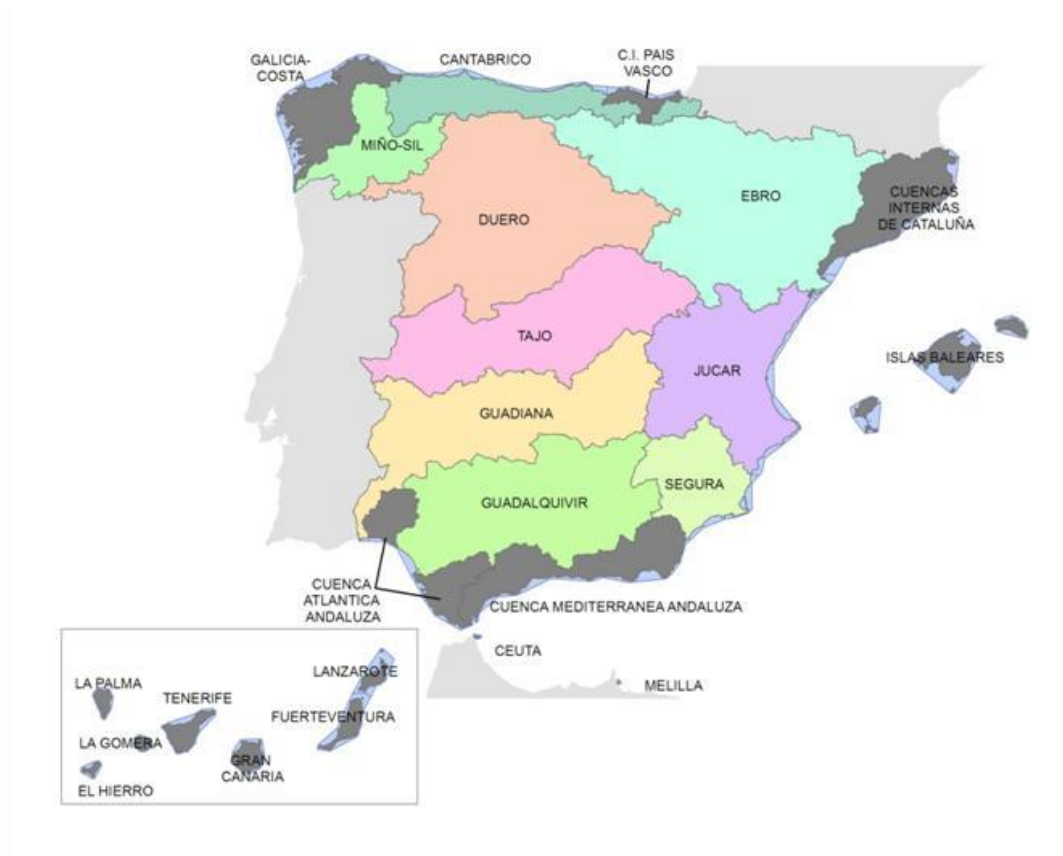 GALICIA-
COSTA
CANTABRICO
C.I. PAIS
VASCO
MIÑO-SIL
DUERO
EBRO
CUENCAS
INTERNAS
DE CATALUÑA
TAJO
JUCAR
ISLAS BALEARES
GUADIANA
SEGURA
GUADALQUIVIR
CUENCA
ATLANTICA
ANDALUZA
CUENCA MEDITERRANEA ANDALUZA
CEUTA
MELILLA
LANZAROTE
LA PALMA
TENERIFE
FUERTEVENTURA
LA GOMERA
GRAN
CANARIA
EL HIERRO